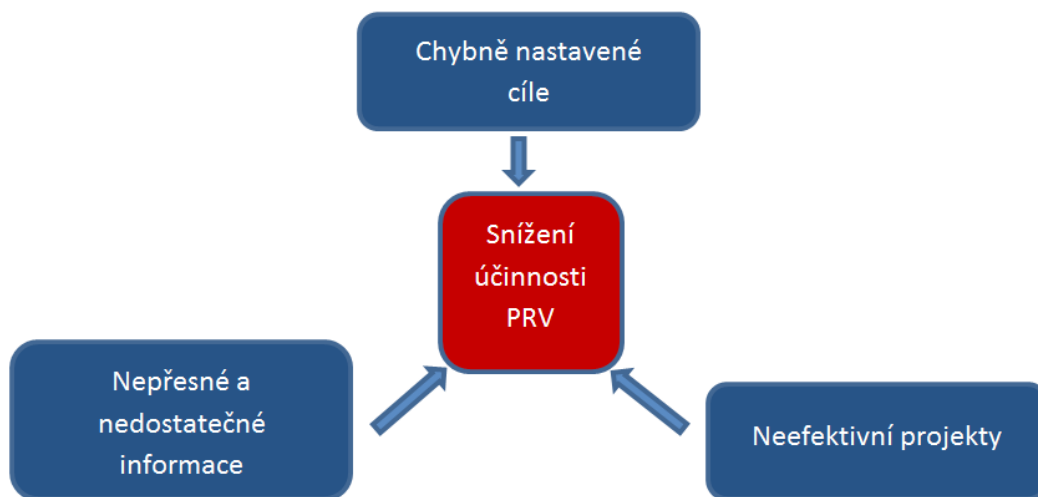 Chybně nastavené
cíle
Snížení
účinnosti
PRV
Nepřesné a
nedostatečné
informace
Neefektivní projekty